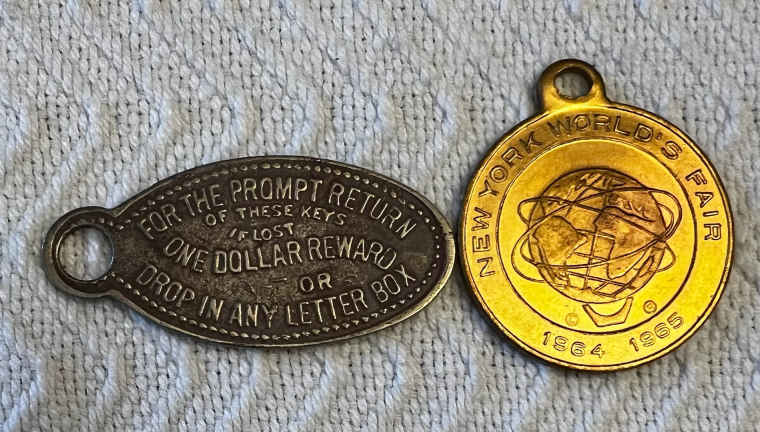 FOR THE PROMPT RETURN
OF THESE KEYS
IF LOST
ONE DOLLAR REWARD
OR
DROP IN ANY LETTER BOX
NEW YORK WORLD'S FAIR
1964 1965